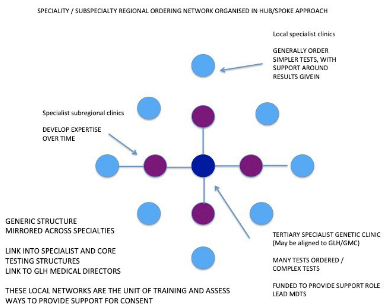 SPECIALITY / SUBSPECIALTY REGIONAL ORDERING NETWORK ORGANISED IN HUB/SPOKE APPROACH
Local specialist clinics
GENERALLY ORDER
SIMPLER TESTS, WITH
SUPPORT AROUND
RESULTS GIVEIN
Specialist subregional clinics
DEVELOP EXPERTISE
OVER TIME
GENERIC STRUCTURE
MIRRORED ACROSS SPECIALTIES
LINK INTO SPECIALIST AND CORE
TESTING STRUCTURES
LINK TO GLH MEDICAL DIRECTORS
THESE LOCAL NETWORKS ARE THE UNIT OF TRAINING AND ASSESS
WAYS TO PROVIDE SUPPORT FOR CONSENT
TERTIARY SPECIALIST GENETIC CLINIC
(May be aligned to GLH/GMC)
MANY TESTS ORDERED /
COMPLEX TESTS
FUNDED TO PROVIDE SUPPORT ROLE
LEAD MDTS